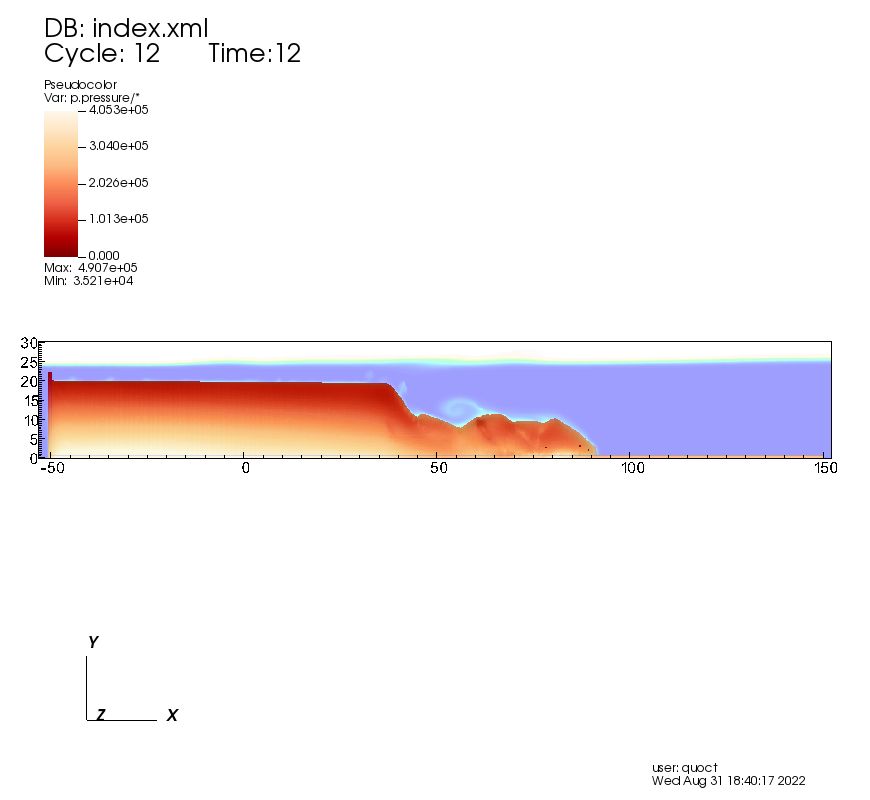 DB: index.xml
Cycle: 12 Time:12
Pseudocolor
Var: p.pressure/*
4.053e+05
3.040e+05
2.026e+05
1.013e+05
0.000
Max: 4.907e+05
Min: 3.521e+04
30
25
20
15
10
5
0
-50 0 50 100 150
Y
Z X
user: quoct
Wed Aug 31 18:40:17 2022